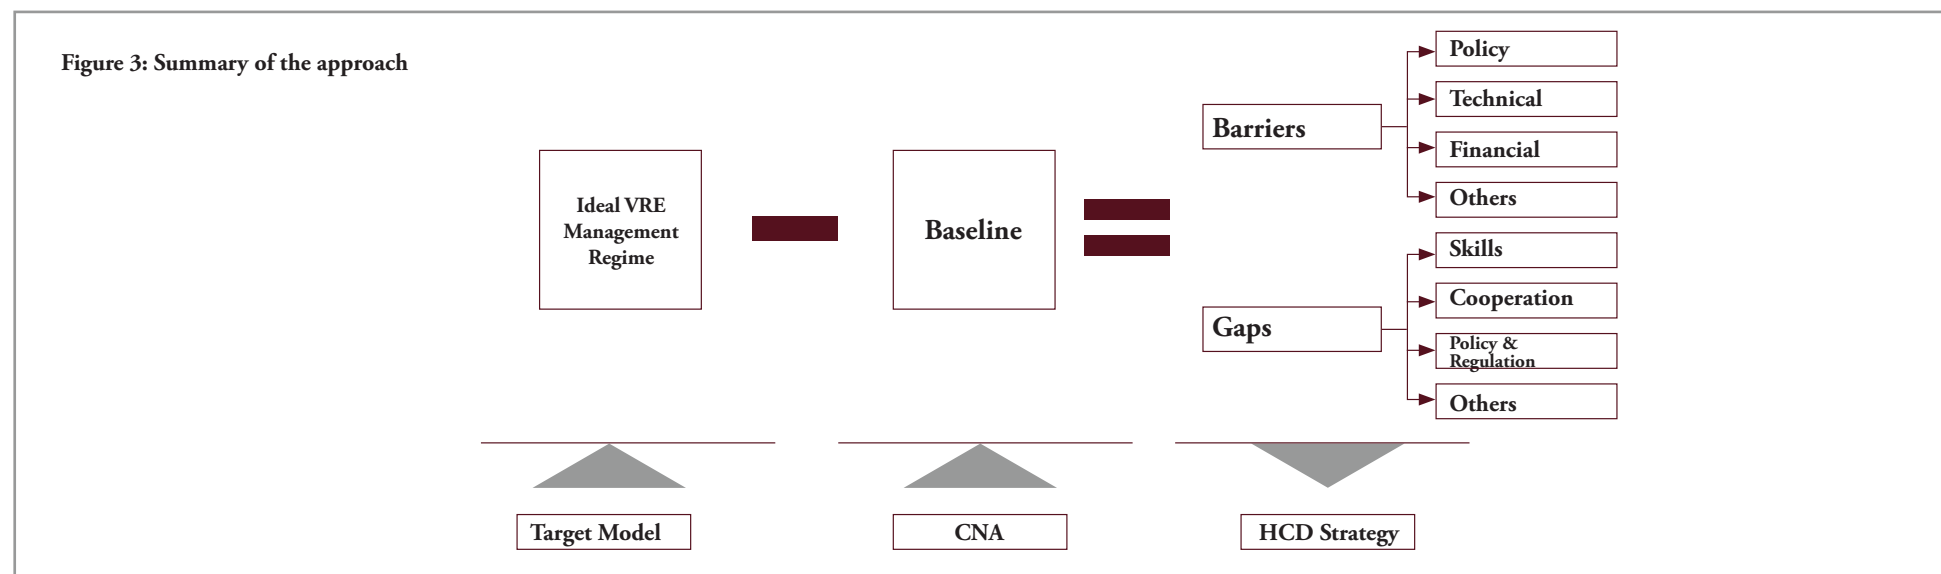 Figure 3: Summary of the approach
Ideal VRE
Management
Regime
Baseline
Barriers
Policy
Technical
Financial
Others
Gaps
Skills
Cooperation
Policy &
Regulation
Others
Target Model
CNA
HCD Strategy